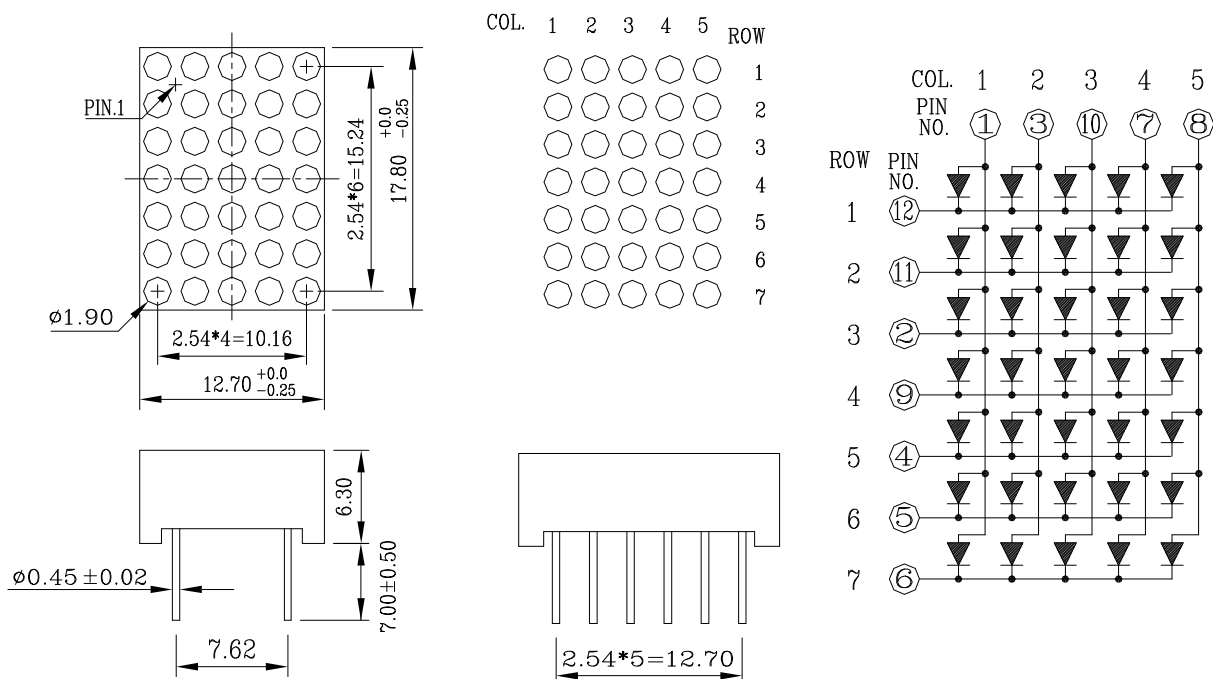 PIN.1
2.54*6=15.24
17.80 +0.0 -0.25
ø1.90
2.54*4=10.16
12.70 +0.0 -0.25
COL. 1 2 3 4 5
ROW
1
2
3
4
5
6
7
COL. 1 2 3 4 5
PIN NO. 1 3 10 7 8
ROW PIN NO.
1 12
2 11
3 2
4 9
5 4
6 5
7 6
6.30
7.00±0.50
ø0.45±0.02
7.62
2.54*5=12.70